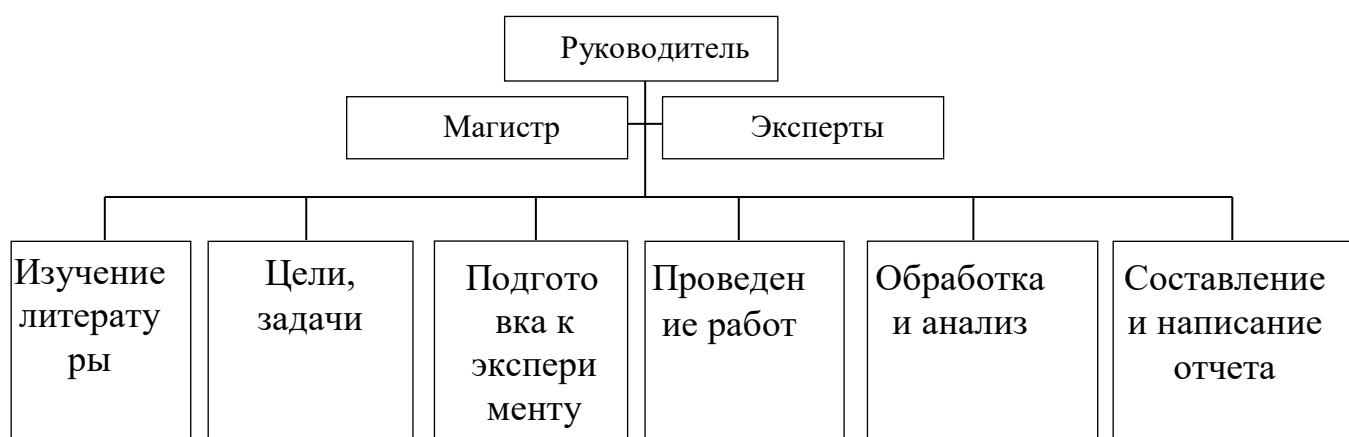 Руководитель
Магистр
Эксперты
Изучение
литерату
ры
Цели,
задачи
Подгото
вка к
экспери
менту
Проведен
ие работ
Обработка
и анализ
Составление
и написание
отчета